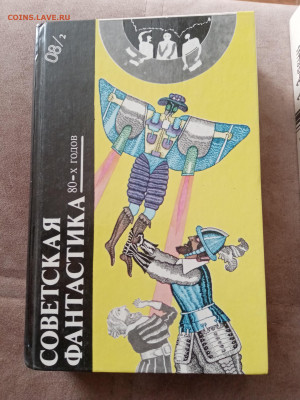 COINS.LAVE.RU
08/2
СОВЕТСКАЯ
ФАНТАСТИКА
80-х годов